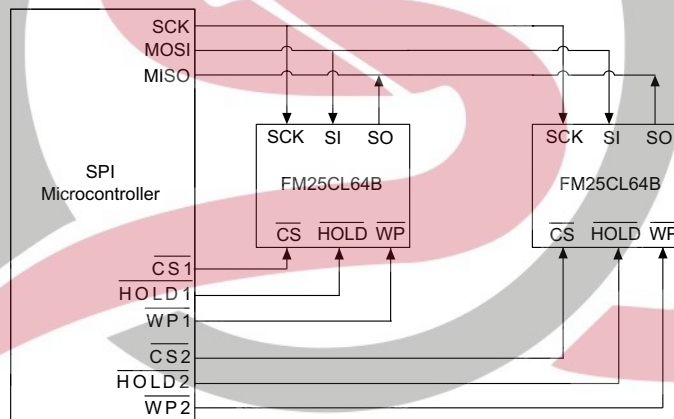 SCK
MOSI
MISO
SPI
Microcontroller
CS1
HOLD1
WP1
CS2
HOLD2
WP2
SCK SI SO
FM25CL64B
CS HOLD WP
SCK SI SO
FM25CL64B
CS HOLD WP